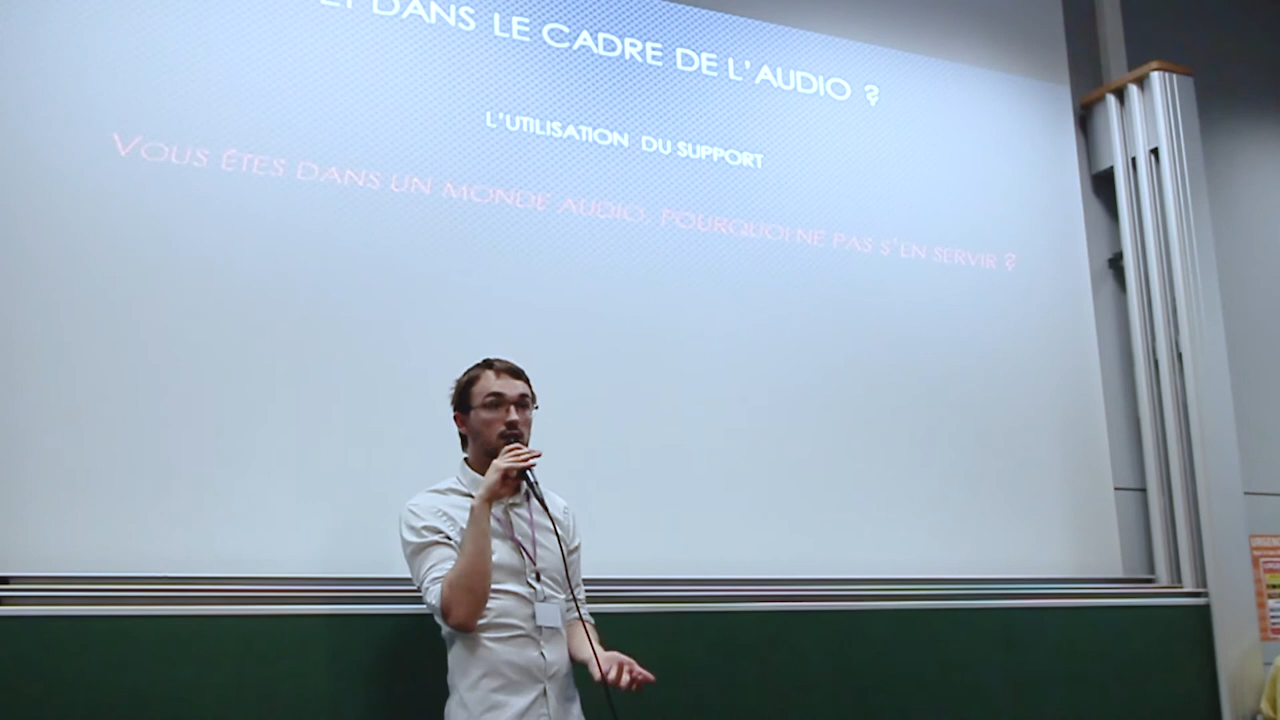 ET DANS LE CADRE DE L'AUDIO ?
L'UTILISATION DU SUPPORT
VOUS ÊTES DANS UN MONDE AUDIO, POURQUOI NE PAS S'EN SERVIR ?